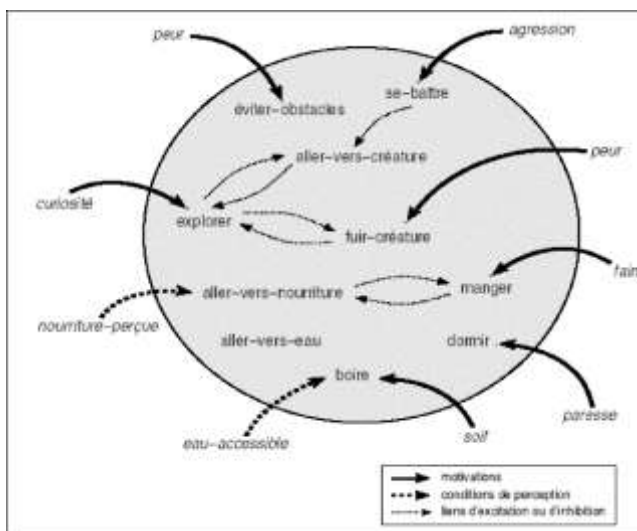 peur
agression
éviter-obstacles
se-battre
aller-vers-créature
peur
curiosité
explorer
fuir-créature
faim
aller-vers-nourriture
manger
nourriture-perçue
aller-vers-eau
dormir
boire
paresse
eau-accessible
soif
motivations
conditions de perception
liens d'excitation ou d'inhibition